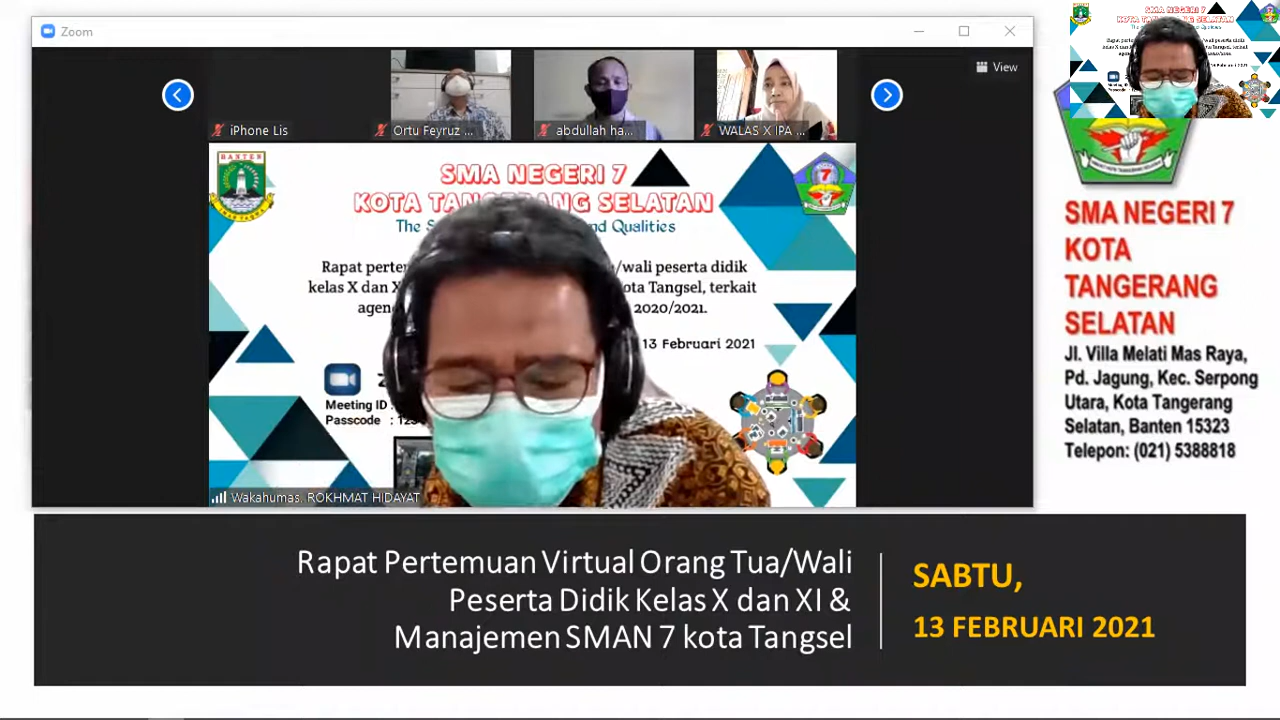 Zoom
View
iPhone Lis
Ortu Feyruz ...
abdullah ha...
WALAS X IPA ...
BANTEN
SMA NEGERI 7
KOTA TANGERANG SELATAN
The S nd Qualities
Rapat perte /wali peserta didik
kelas X dan X ota Tangsel, terkait
agen 2020/2021.
13 Februari 2021
Meeting ID :
Passcode : 123
Wakahumas. ROKHMAT HIDAYAT
SMA NEGERI 7
KOTA
TANGERANG
SELATAN
Jl. Villa Melati Mas Raya,
Pd. Jagung, Kec. Serpong
Utara, Kota Tangerang
Selatan, Banten 15323
Telepon: (021) 5388818
Rapat Pertemuan Virtual Orang Tua/Wali
Peserta Didik Kelas X dan XI &
Manajemen SMAN 7 kota Tangsel
SABTU,
13 FEBRUARI 2021